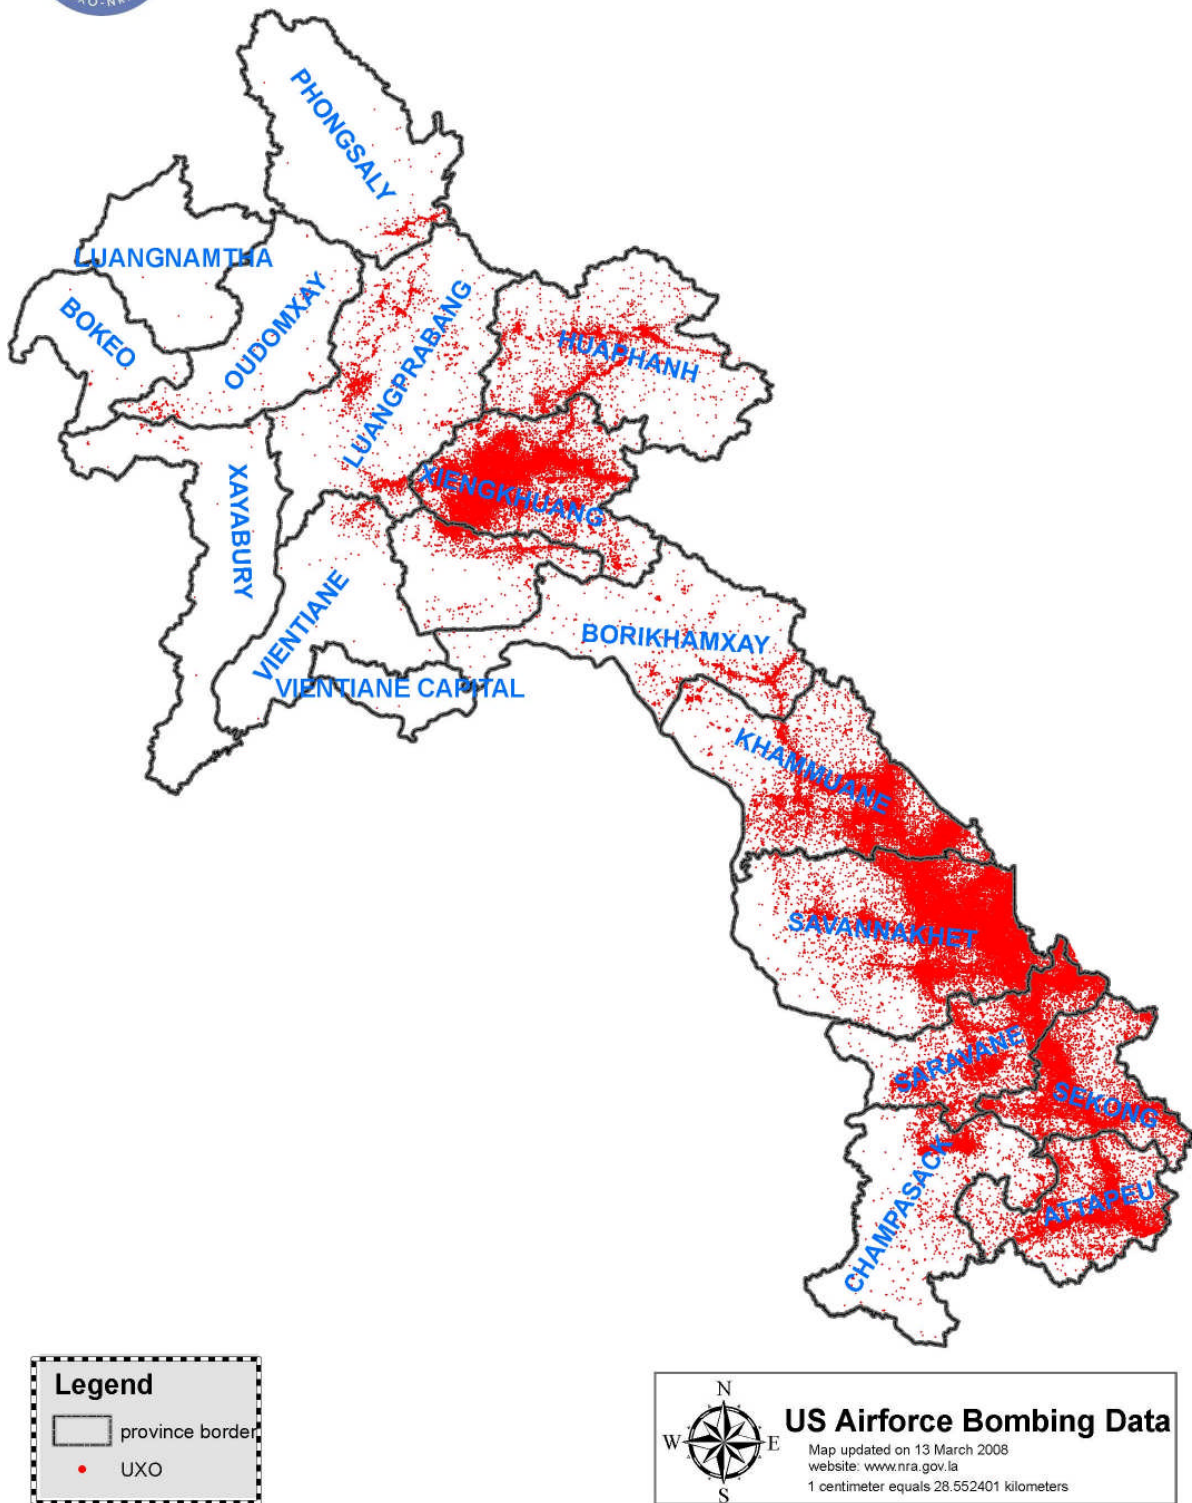 PHONGSALY
LUANGNAMTHA
BOKEO
OUDOMXAY
LUANGPRABANG
HUAPHANH
XIENGKHUANG
XAYABURY
VIENTIANE
VIENTIANE CAPITAL
BORIKHAMXAY
KHAMMUANE
SAVANNAKHET
SARAVANE
SEKONG
CHAMPASACK
ATTAPEU
Legend
province border
UXO
N
W E
S
US Airforce Bombing Data
Map updated on 13 March 2008
website: www.nra.gov.la
1 centimeter equals 28.552401 kilometers